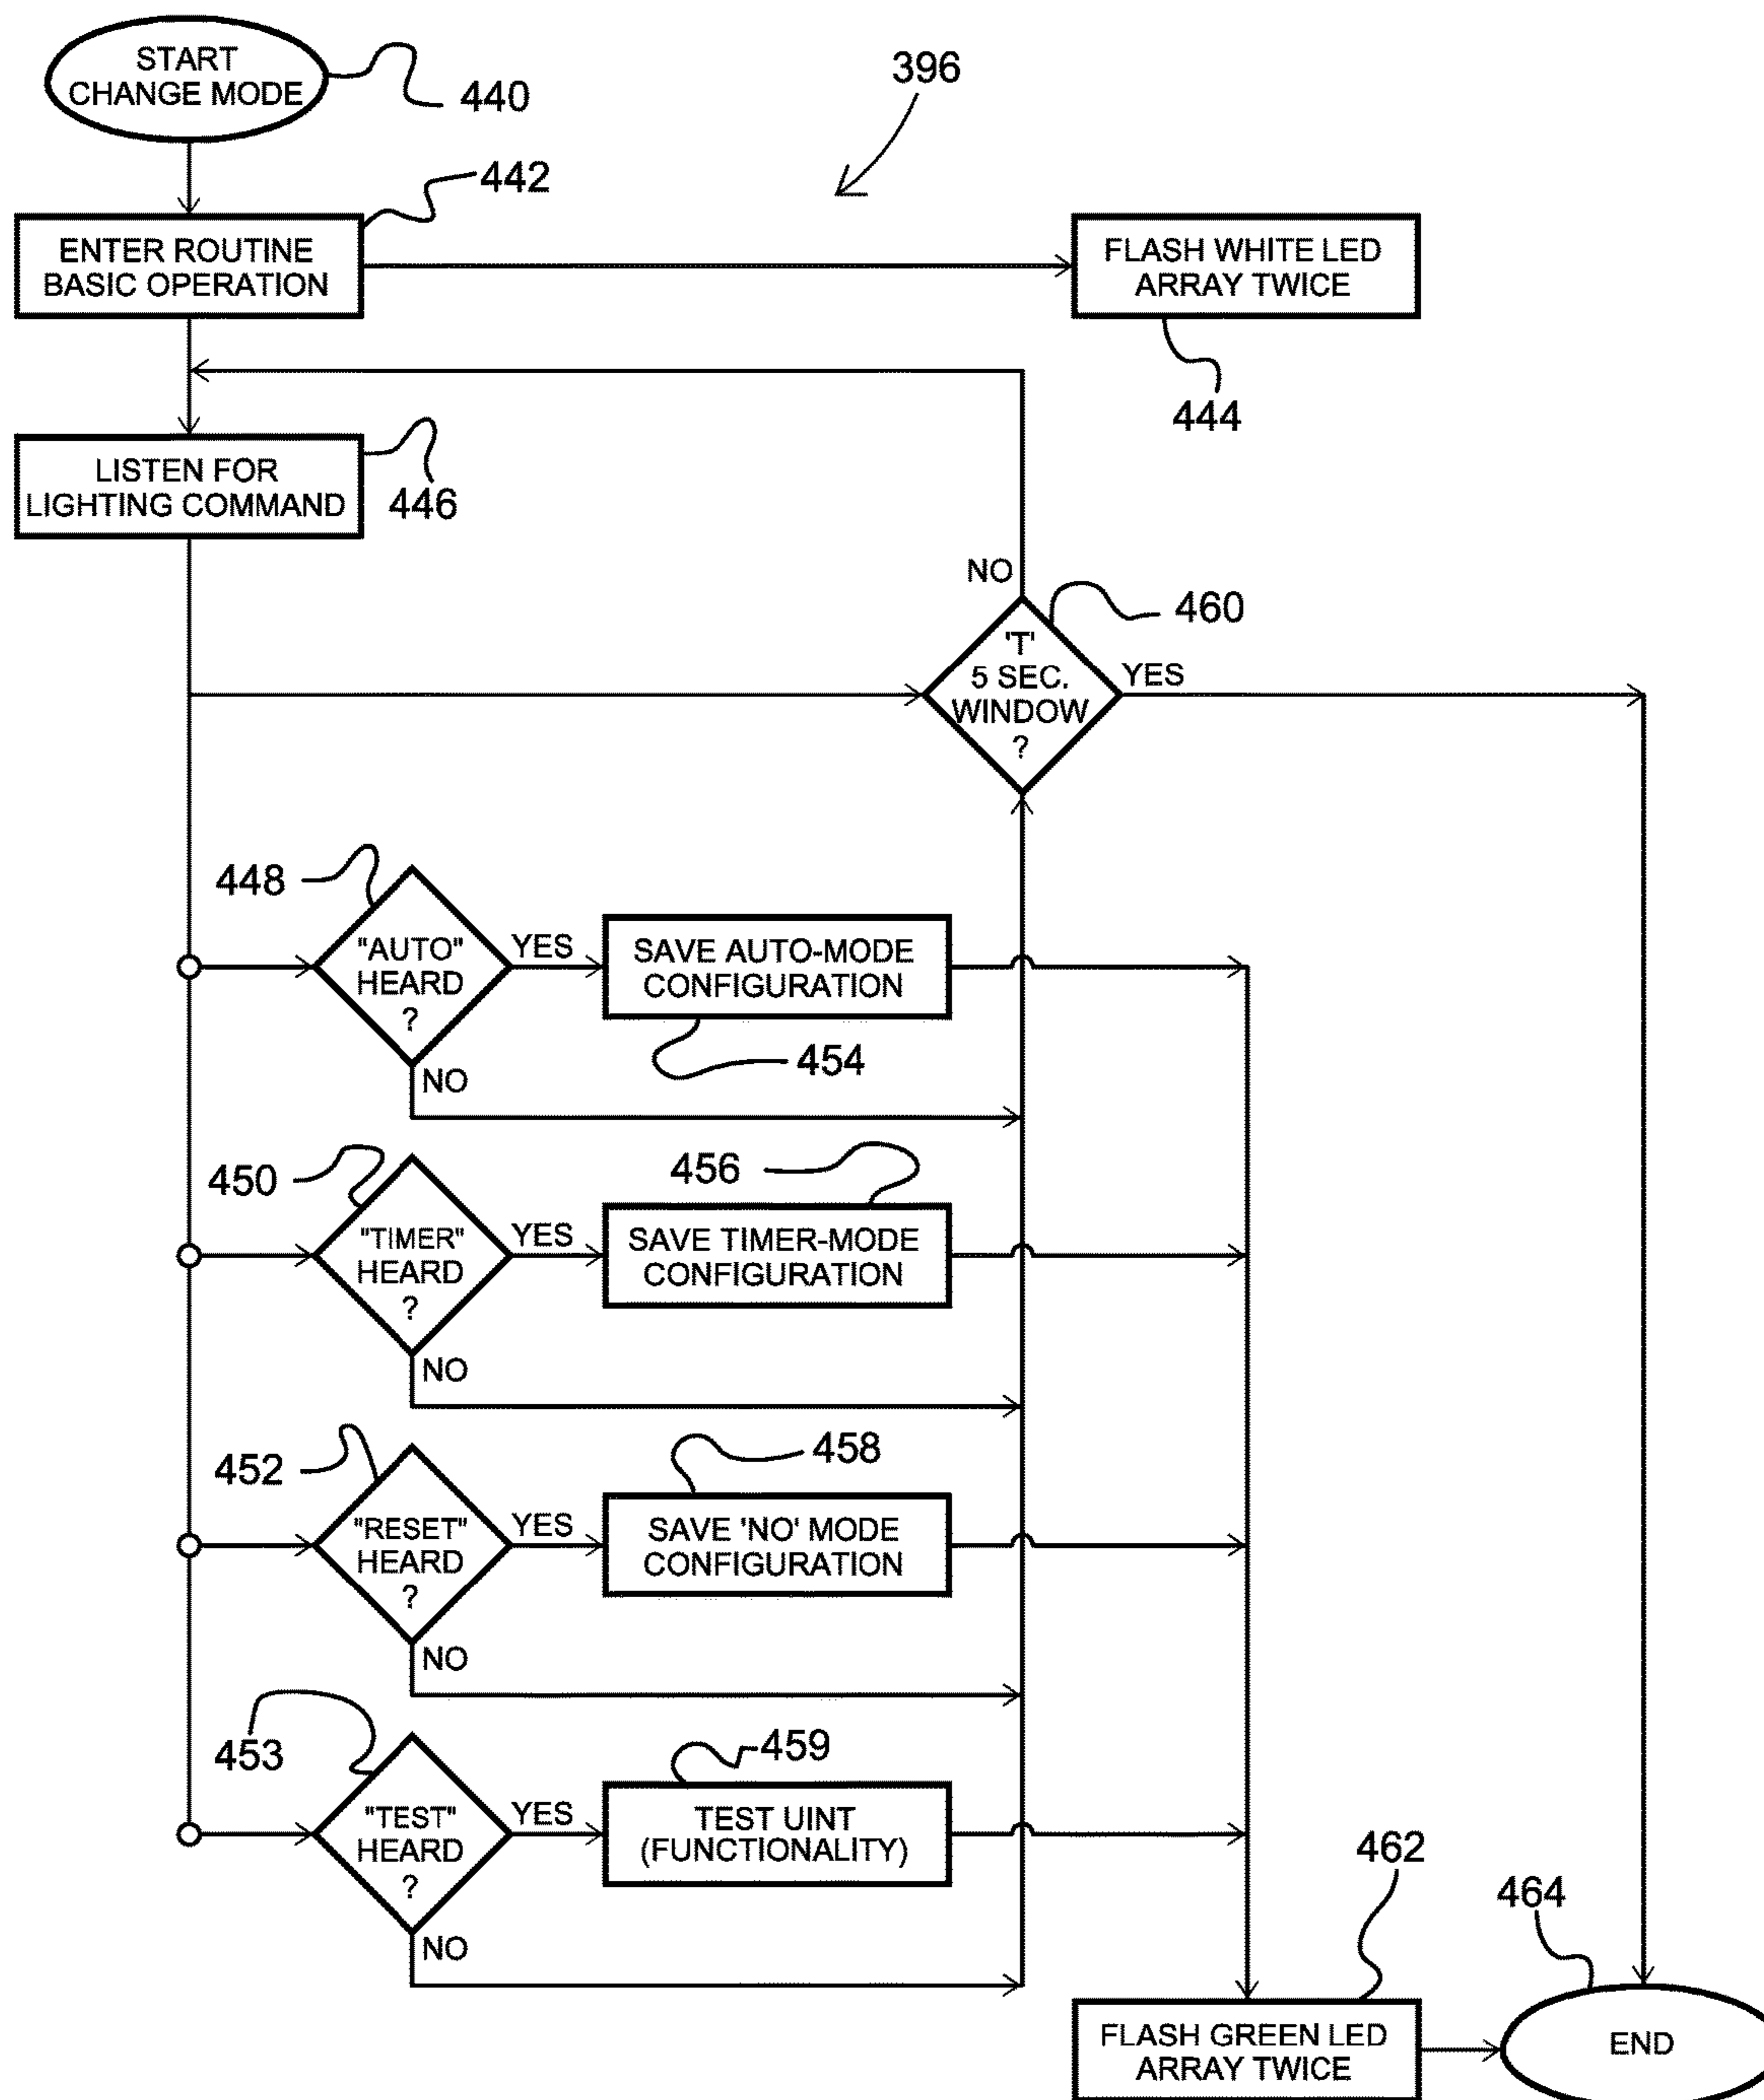 START
CHANGE MODE
440
396
442
ENTER ROUTINE
BASIC OPERATION
FLASH WHITE LED
ARRAY TWICE
444
LISTEN FOR
LIGHTING COMMAND
446
NO
460
'T'
5 SEC.
WINDOW
?
YES
448
"AUTO"
HEARD
?
YES
SAVE AUTO-MODE
CONFIGURATION
454
NO
450
456
"TIMER"
HEARD
?
YES
SAVE TIMER-MODE
CONFIGURATION
NO
452
458
"RESET"
HEARD
?
YES
SAVE 'NO' MODE
CONFIGURATION
NO
453
459
"TEST"
HEARD
?
YES
TEST UINT
(FUNCTIONALITY)
NO
462
464
FLASH GREEN LED
ARRAY TWICE
END